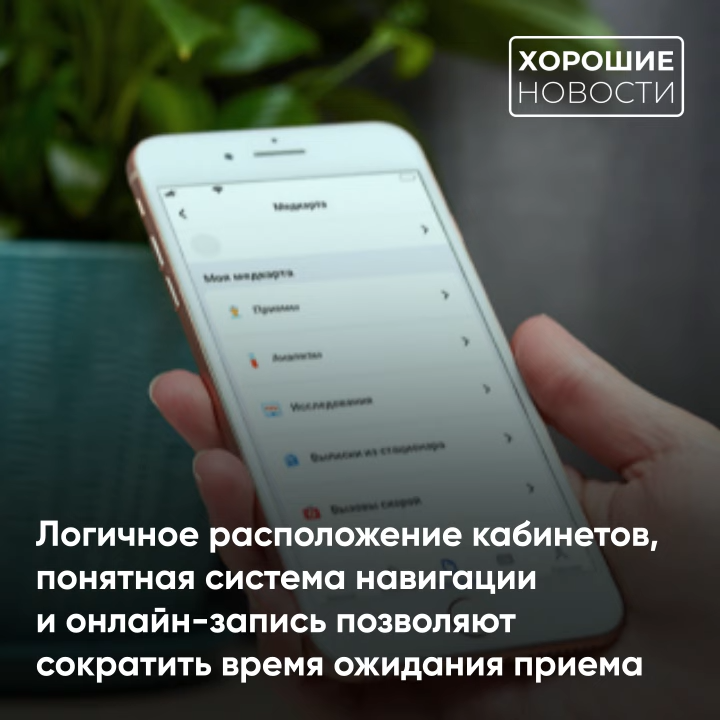 ХОРОШИЕ
НОВОСТИ
Медкарта
Моя медкарта
Приемы
Анализы
Исследования
Выписки из стационара
Вызовы скорой
Логичное расположение кабинетов,
понятная система навигации
и онлайн-запись позволяют
сократить время ожидания приема